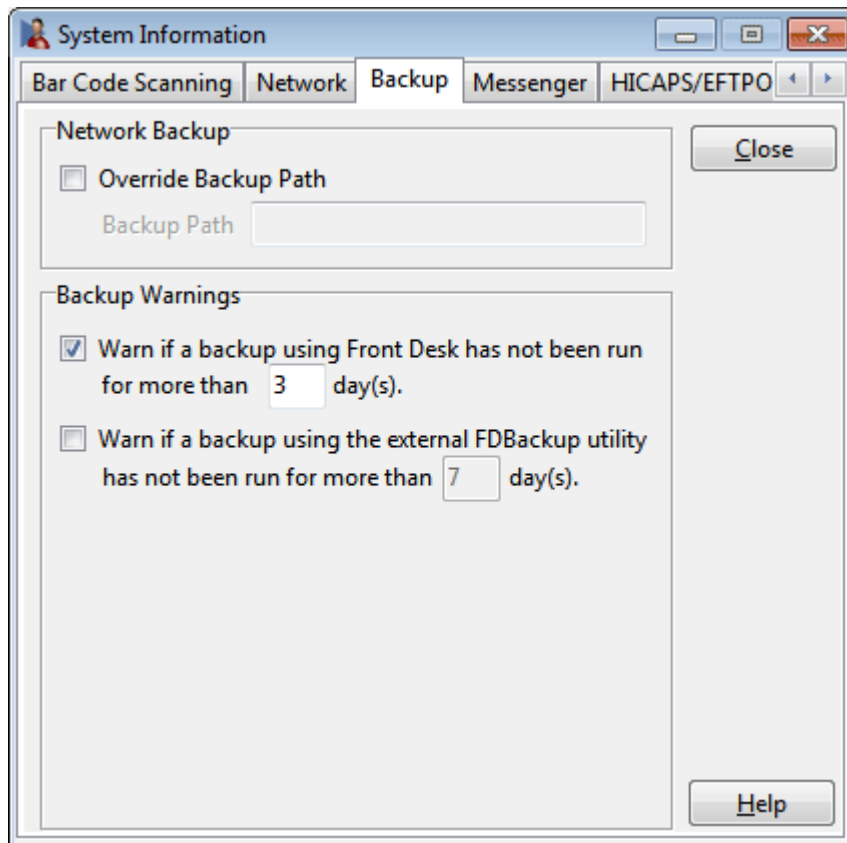 System Information
Bar Code Scanning Network Backup Messenger HICAPS/EFTPO
Network Backup
Close
Override Backup Path
Backup Path
Backup Warnings
Warn if a backup using Front Desk has not been run
for more than 3 day(s).
Warn if a backup using the external FDBackup utility
has not been run for more than 7 day(s).
Help